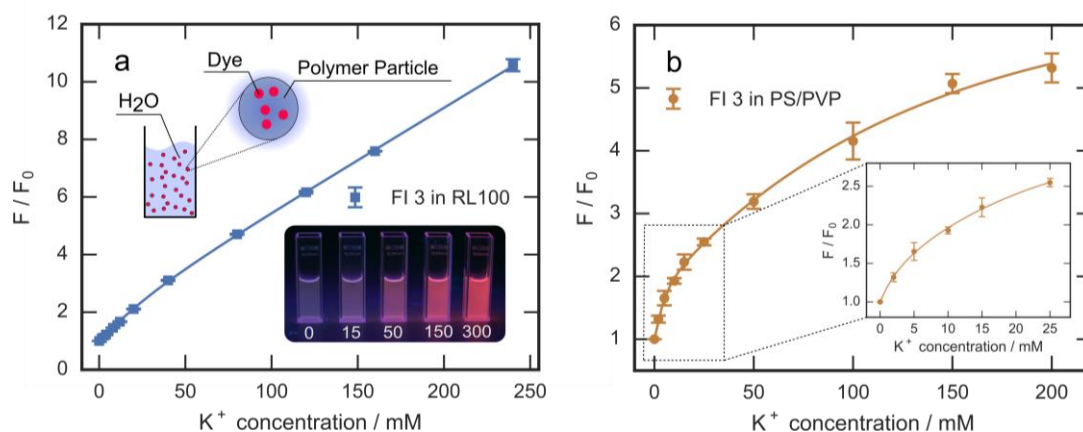 a
Dye
Polymer Particle
H2O
FI 3 in RL100
0 15 50 150 300
12
10
8
6
4
2
0
F / F0
0 50 100 150 200 250
K+ concentration / mM
b
FI 3 in PS/PVP
6
5
4
3
2
1
0
F / F0
2.5
2.0
1.5
1.0
F / F0
0 5 10 15 20 25
K+ concentration / mM
0 50 100 150 200
K+ concentration / mM